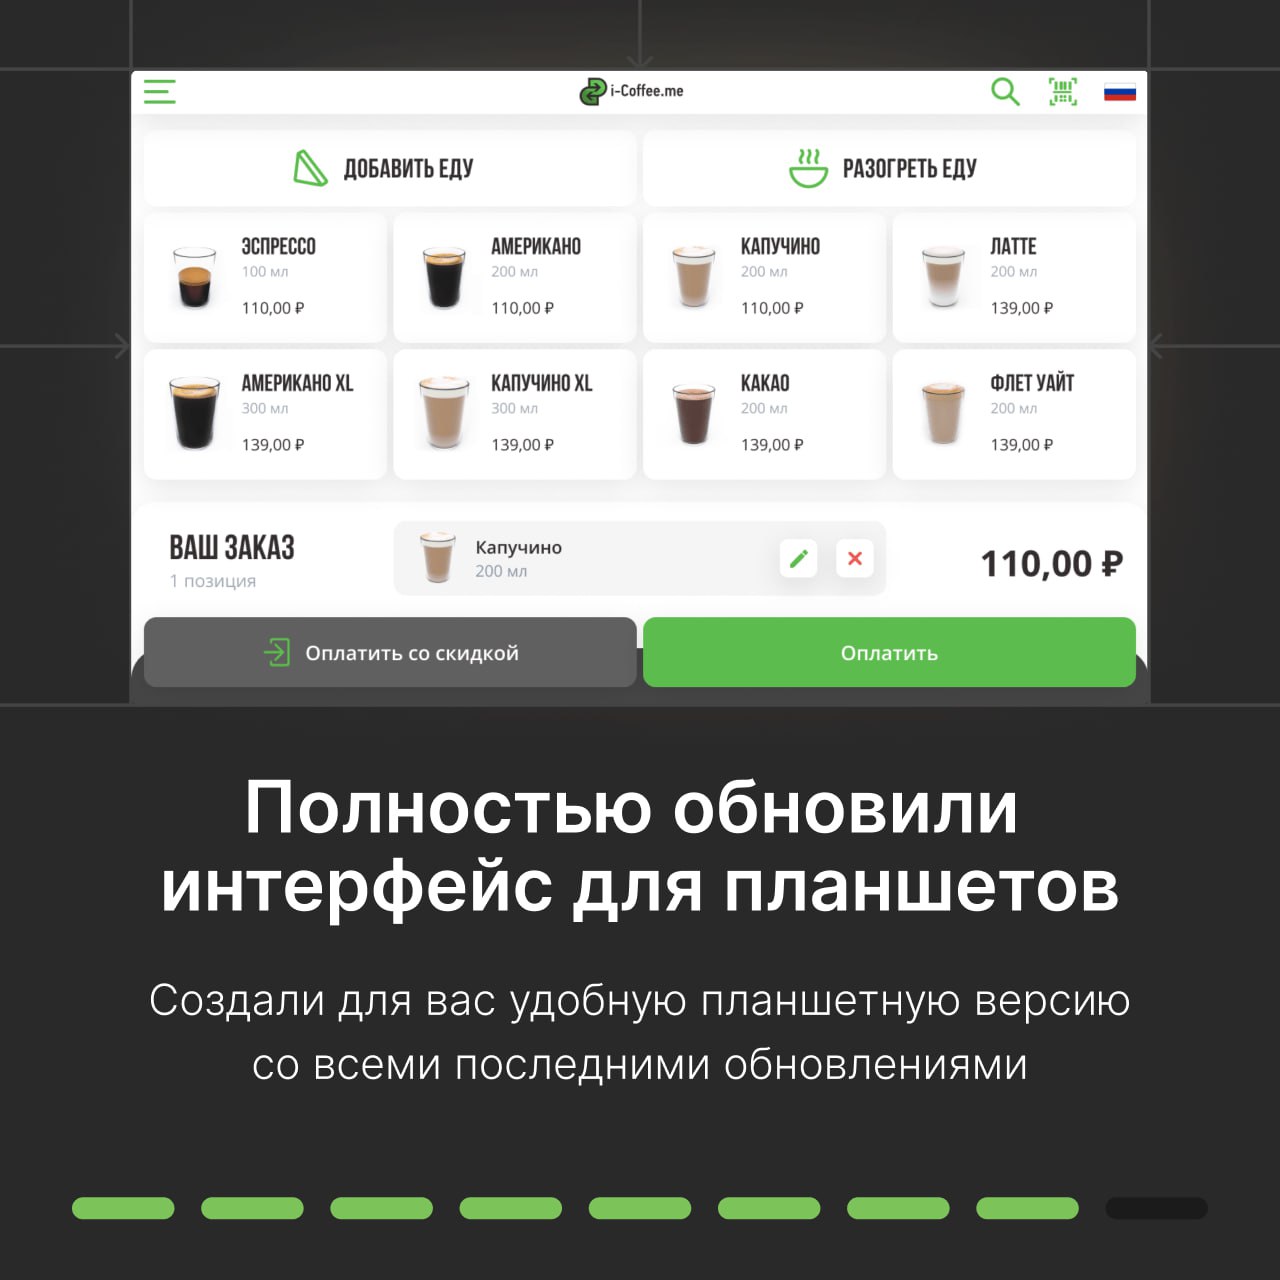 i-Coffee.me
ДОБАВИТЬ ЕДУ
РАЗОГРЕТЬ ЕДУ
ЭСПРЕССО
100 мл
110,00 ₽
АМЕРИКАНО
200 мл
110,00 ₽
КАПУЧИНО
200 мл
110,00 ₽
ЛАТТЕ
200 мл
139,00 ₽
АМЕРИКАНО XL
300 мл
139,00 ₽
КАПУЧИНО XL
300 мл
139,00 ₽
КАКАО
200 мл
139,00 ₽
ФЛЕТ УАЙТ
200 мл
139,00 ₽
ВАШ ЗАКАЗ
1 позиция
Капучино
200 мл
110,00 ₽
Оплатить со скидкой
Оплатить
Полностью обновили
интерфейс для планшетов
Создали для вас удобную планшетную версию
со всеми последними обновлениями